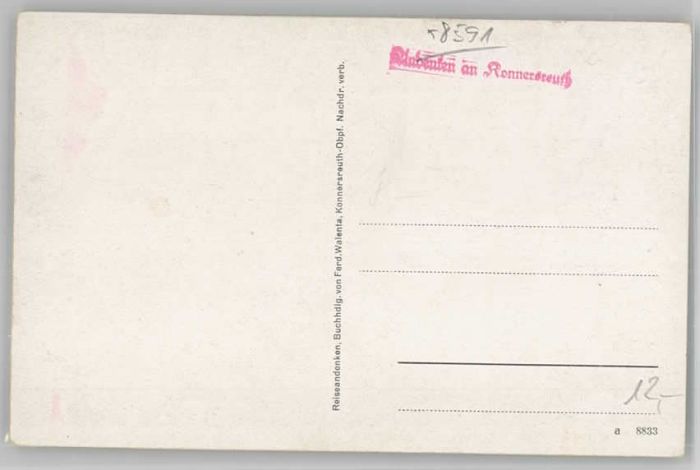 *8591
Andenken an Konnersreuth
Reiseandenken, Buchhdlg. von Ferd. Walenta, Konnersreuth-Obpf. Nachdr. verb.
12,-
a 8833